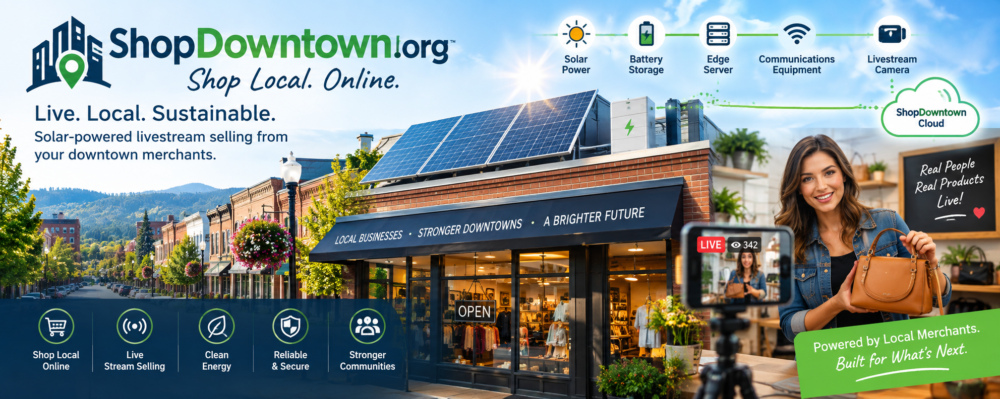 ShopDowntown!.org™
Shop Local. Online.
Live. Local. Sustainable.
Solar-powered livestream selling from
your downtown merchants.
Solar
Power
Battery
Storage
Edge
Server
Communications
Equipment
Livestream
Camera
ShopDowntown
Cloud
Real People
Real Products
Live!
LOCAL BUSINESSES • STRONGER DOWNTOWNS • A BRIGHTER FUTURE
LIVE 342
OPEN
Shop Local
Online
Live
Stream Selling
Clean
Energy
Reliable
& Secure
Stronger
Communities
Powered by Local Merchants.
Built for What's Next.